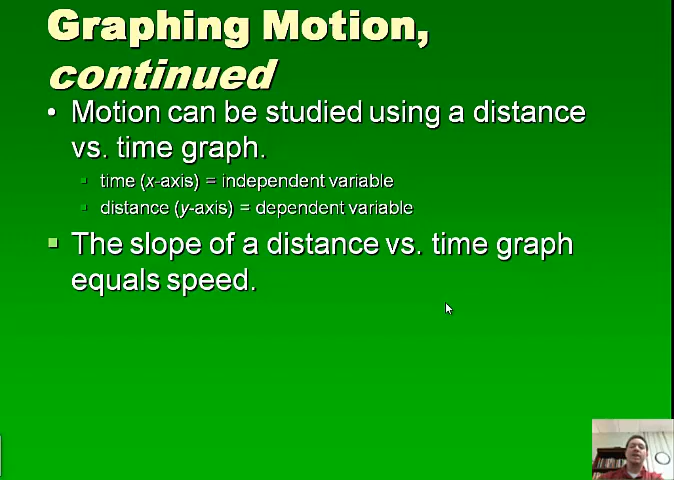 Graphing Motion,
continued
• Motion can be studied using a distance
vs. time graph.
▪ time (x-axis) = independent variable
▪ distance (y-axis) = dependent variable
▪ The slope of a distance vs. time graph
equals speed.